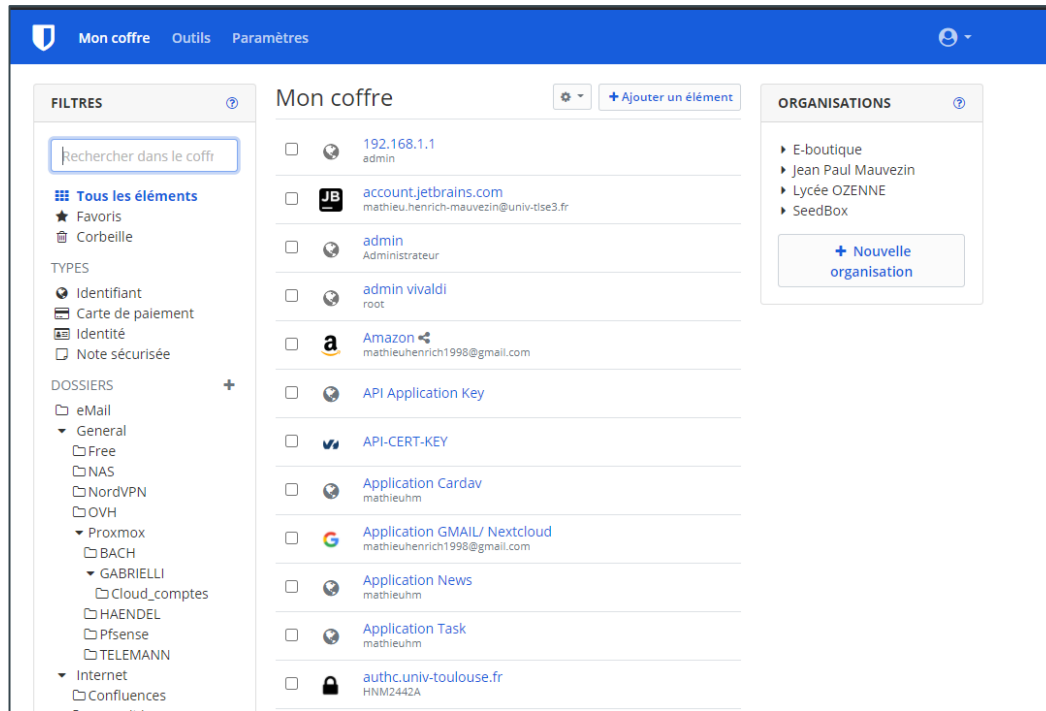 Mon coffre Outils Paramètres
FILTRES
Rechercher dans le coffr
Tous les éléments
Favoris
Corbeille
TYPES
Identifiant
Carte de paiement
Identité
Note sécurisée
DOSSIERS
eMail
General
Free
NAS
NordVPN
OVH
Proxmox
BACH
GABRIELLI
Cloud_comptes
HAENDEL
Pfsense
TELEMANN
Internet
Confluences
Mon coffre
+ Ajouter un élément
192.168.1.1
admin
JB
account.jetbrains.com
mathieu.henrich-mauvezin@univ-tlse3.fr
admin
Administrateur
admin vivaldi
root
a
Amazon
mathieuhenrich1998@gmail.com
API Application Key
API-CERT-KEY
Application Cardav
mathieuhm
G
Application GMAIL/ Nextcloud
mathieuhenrich1998@gmail.com
Application News
mathieuhm
Application Task
mathieuhm
authc.univ-toulouse.fr
HNM2442A
ORGANISATIONS
E-boutique
Jean Paul Mauvezin
Lycée OZENNE
SeedBox
+ Nouvelle
organisation